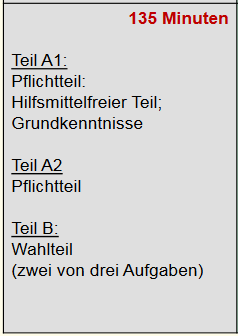 135 Minuten
Teil A1:
Pflichtteil:
Hilfsmittelfreier Teil;
Grundkenntnisse
Teil A2
Pflichtteil
Teil B:
Wahlteil
(zwei von drei Aufgaben)